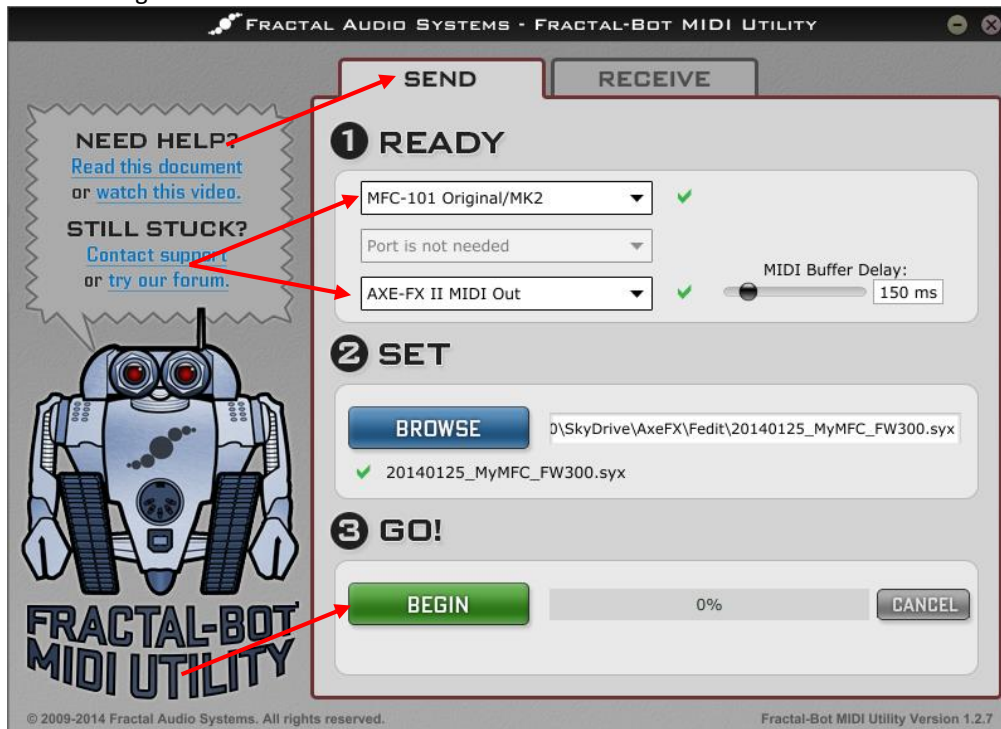 FRACTAL AUDIO SYSTEMS - FRACTAL-BOT MIDI UTILITY
SEND
RECEIVE
NEED HELP?
Read this document
or watch this video.
STILL STUCK?
Contact support
or try our forum.
1 READY
MFC-101 Original/MK2
Port is not needed
AXE-FX II MIDI Out
MIDI Buffer Delay:
150 ms
2 SET
BROWSE
\SkyDrive\AxeFX\Fedit\20140125_MyMFC_FW300.syx
20140125_MyMFC_FW300.syx
3 GO!
BEGIN
0%
CANCEL
FRACTAL-BOT
MIDI UTILITY
© 2009-2014 Fractal Audio Systems. All rights reserved.
Fractal-Bot MIDI Utility Version 1.2.7